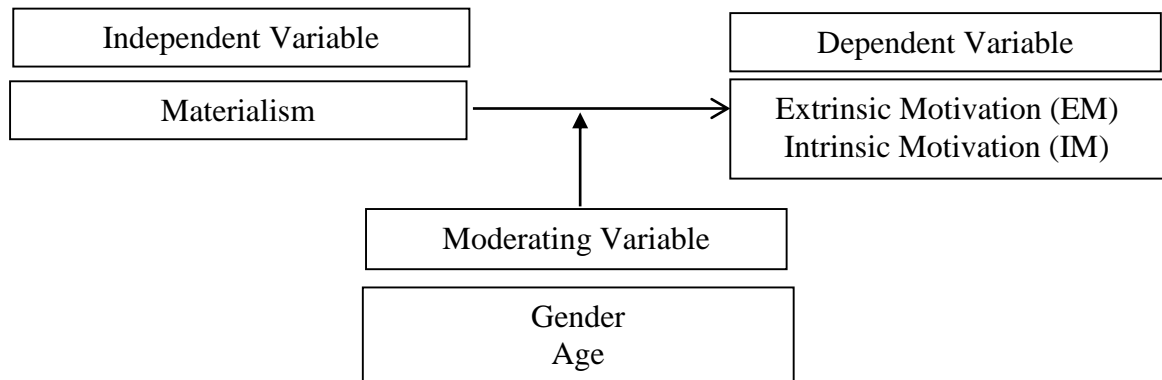 Independent Variable
Dependent Variable
Materialism
Extrinsic Motivation (EM)
Intrinsic Motivation (IM)
Moderating Variable
Gender
Age